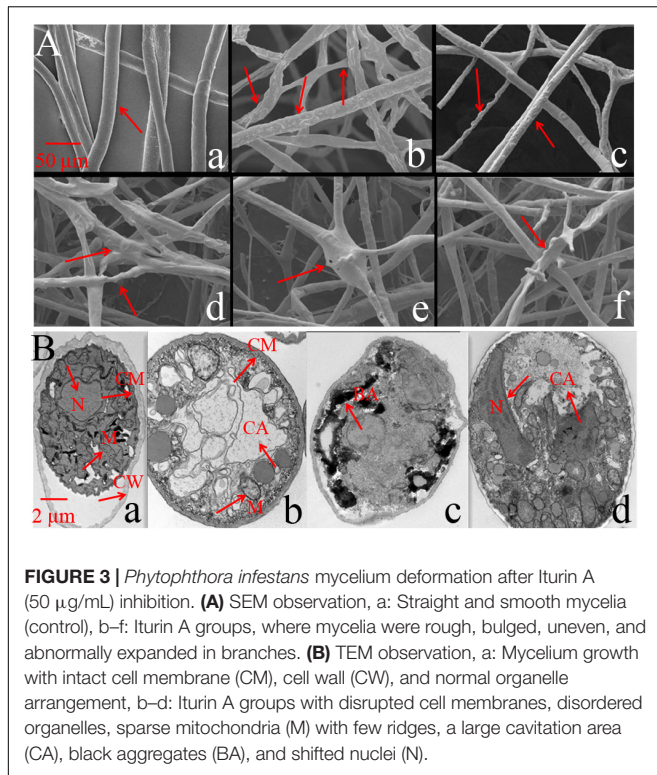 A
50 μm
a
b
c
d
e
f
B
N
CM
M
CW
2 μm
a
CM
CA
M
b
BA
c
N
CA
d
FIGURE 3 | Phytophthora infestans mycelium deformation after Iturin A
(50 μg/mL) inhibition. (A) SEM observation, a: Straight and smooth mycelia
(control), b–f: Iturin A groups, where mycelia were rough, bulged, uneven, and
abnormally expanded in branches. (B) TEM observation, a: Mycelium growth
with intact cell membrane (CM), cell wall (CW), and normal organelle
arrangement, b–d: Iturin A groups with disrupted cell membranes, disordered
organelles, sparse mitochondria (M) with few ridges, a large cavitation area
(CA), black aggregates (BA), and shifted nuclei (N).